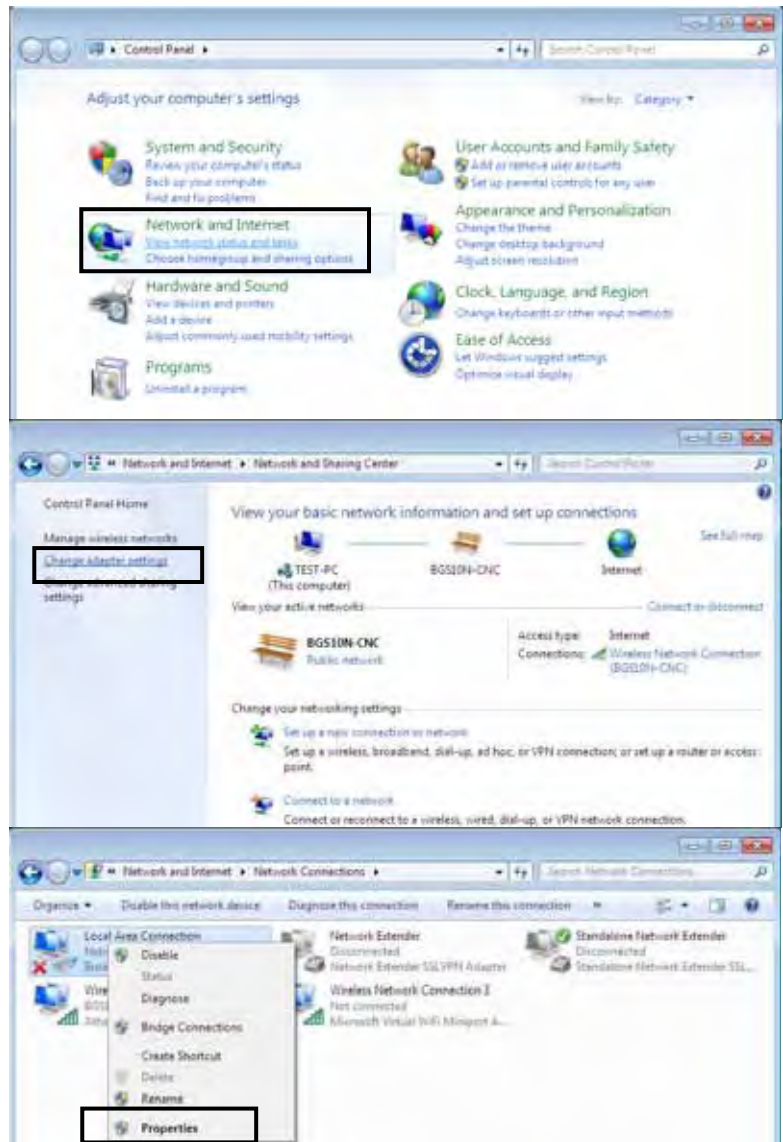 Control Panel
Search Control Panel
Adjust your computer's settings
View by: Category
System and Security
Review your computer's status
Back up your computer
Find and fix problems
Network and Internet
View network status and tasks
Choose homegroup and sharing options
Hardware and Sound
View devices and printers
Add a device
Adjust commonly used mobility settings
Programs
Uninstall a program
User Accounts and Family Safety
Add or remove user accounts
Set up parental controls for any user
Appearance and Personalization
Change the theme
Change desktop background
Adjust screen resolution
Clock, Language, and Region
Change keyboards or other input methods
Ease of Access
Let Windows suggest settings
Optimize visual display
Network and Internet Network and Sharing Center
Search Control Panel
Control Panel Home
Manage wireless networks
Change adapter settings
Change advanced sharing
settings
View your basic network information and set up connections
See full map
TEST-PC
(This computer)
BGS10N-CNC
Internet
View your active networks
Connect or disconnect
BGS10N-CNC
Public network
Access type: Internet
Connections: Wireless Network Connection
(BGS10N-CNC)
Change your networking settings
Set up a new connection or network
Set up a wireless, broadband, dial-up, ad hoc, or VPN connection; or set up a router or access
point.
Connect to a network
Connect or reconnect to a wireless, wired, dial-up, or VPN network connection.
Network and Internet Network Connections
Search Network Connections
Organize Disable this network device Diagnose this connection Rename this connection »
Local Area Connection
Disable
Status
Diagnose
Bridge Connections
Create Shortcut
Delete
Rename
Properties
Network Extender
Disconnected
Network Extender SSLVPN Adapter
Standalone Network Extender
Disconnected
Standalone Network Extender SSL...
Wireless Network Connection 3
Not connected
Microsoft Virtual WiFi Miniport A...